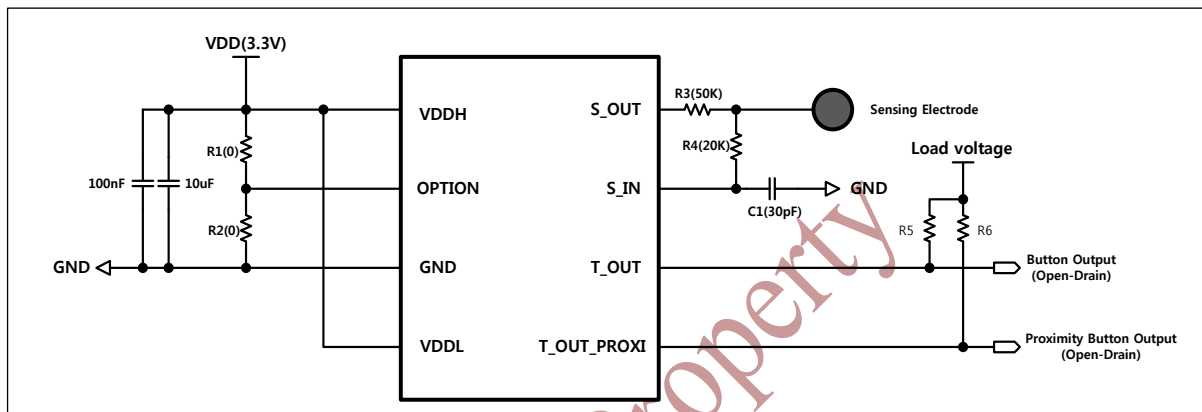 VDD(3.3V)
R3(50K)
VDDH
S_OUT
Sensing Electrode
R1(0)
R4(20K)
Load voltage
100nF
10uF
OPTION
S_IN
GND
C1(30pF)
R2(0)
R5
R6
GND
GND
T_OUT
Button Output
(Open-Drain)
VDDL
T_OUT_PROXI
Proximity Button Output
(Open-Drain)
roperty